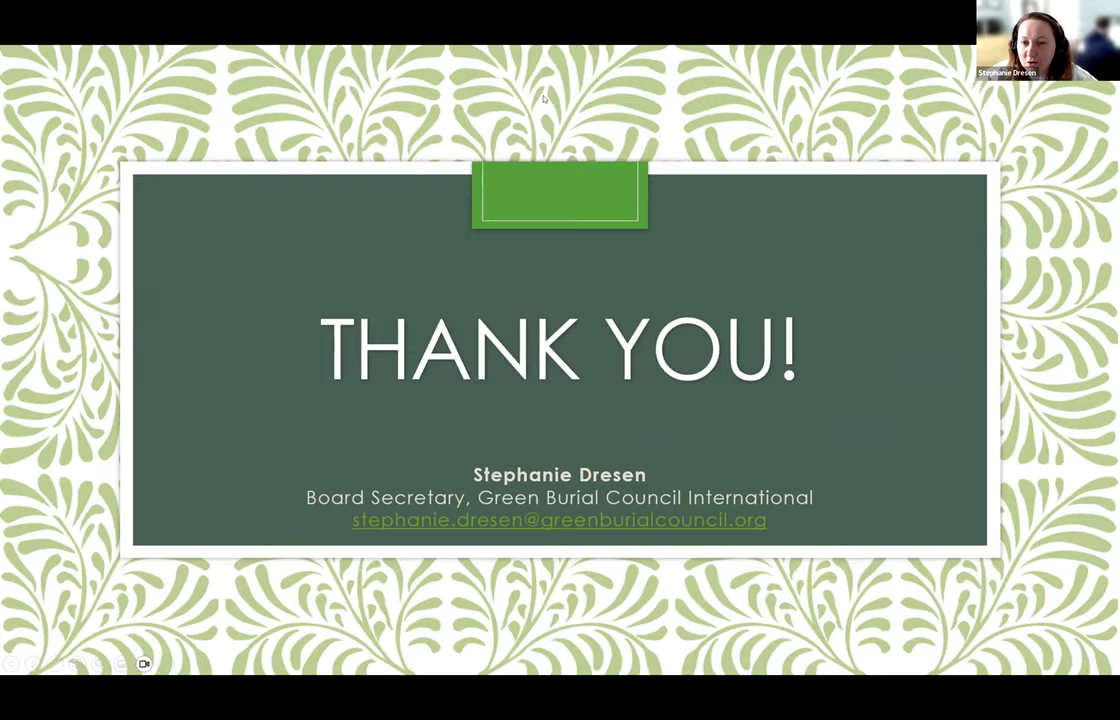 Stephanie Dresen
THANK YOU!
Stephanie Dresen
Board Secretary, Green Burial Council International
stephanie.dresen@greenburialcouncil.org